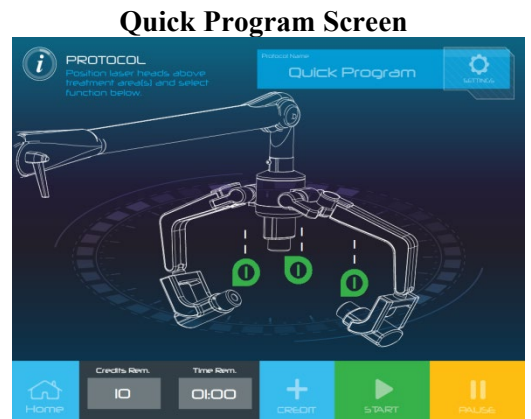 Quick Program Screen
i
PROTOCOL
Position laser heads above
treatment area(s) and select
function below.
Protocol Name
Quick Program
SETTINGS
Credits Rem.
10
Time Rem.
01:00
Home
CREDIT
START
PAUSE